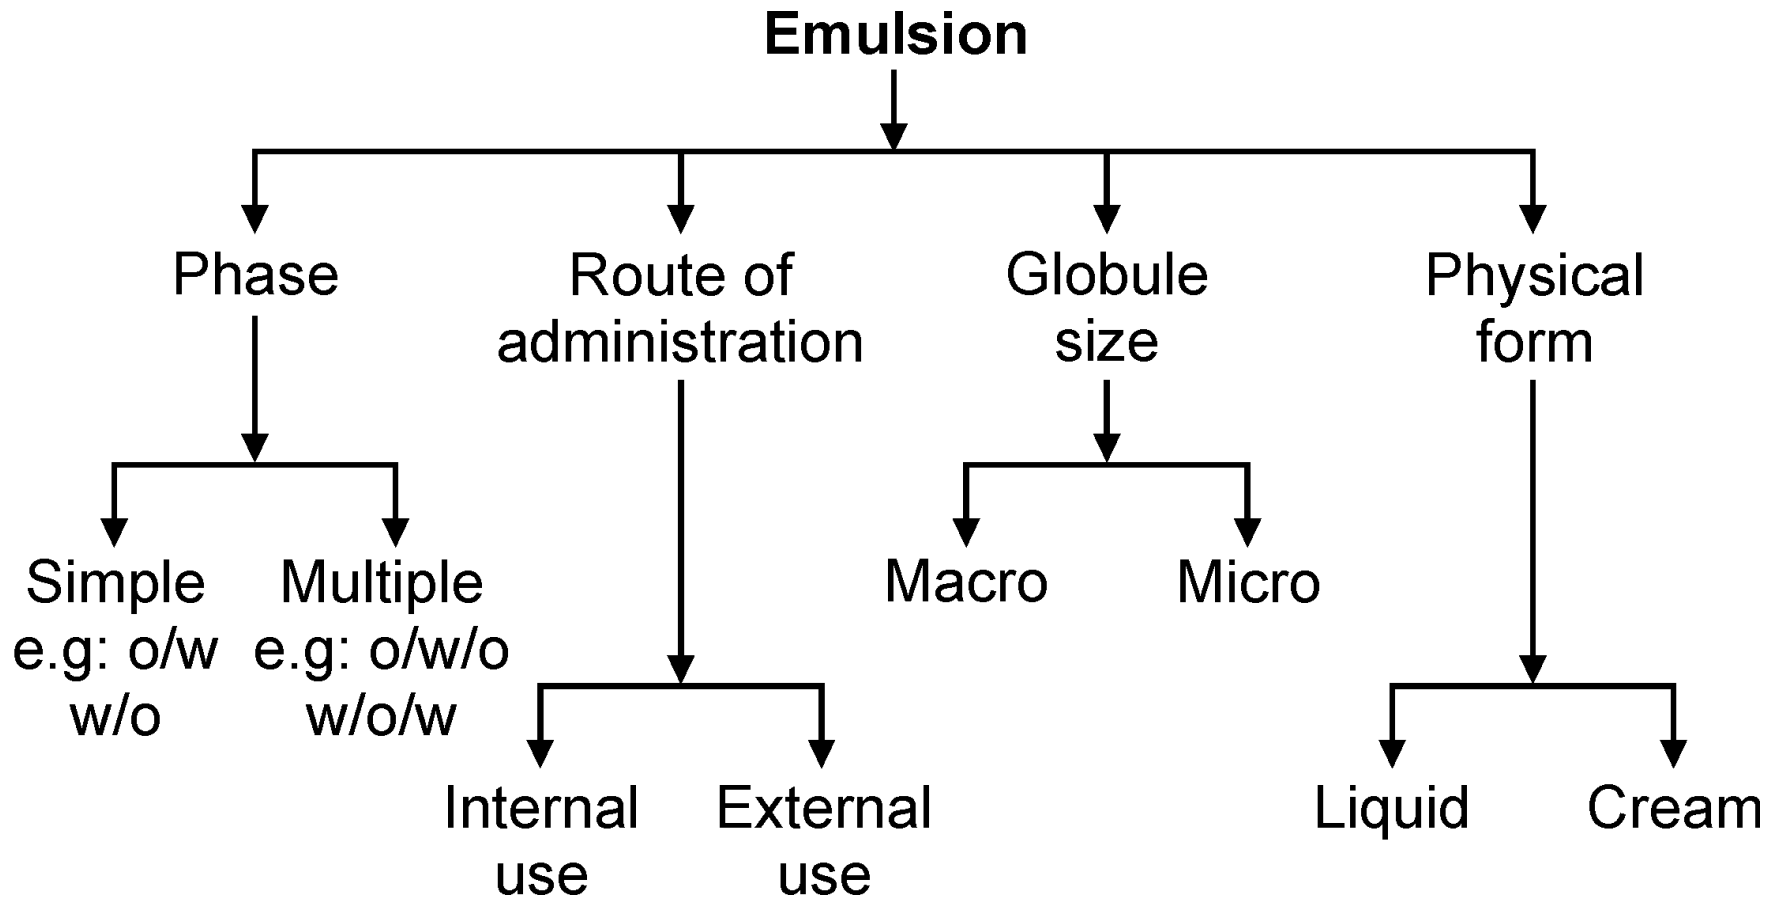 Emulsion
Phase
Route of
administration
Globule
size
Physical
form
Simple
e.g: o/w
w/o
Multiple
e.g: o/w/o
w/o/w
Macro
Micro
Internal
use
External
use
Liquid
Cream